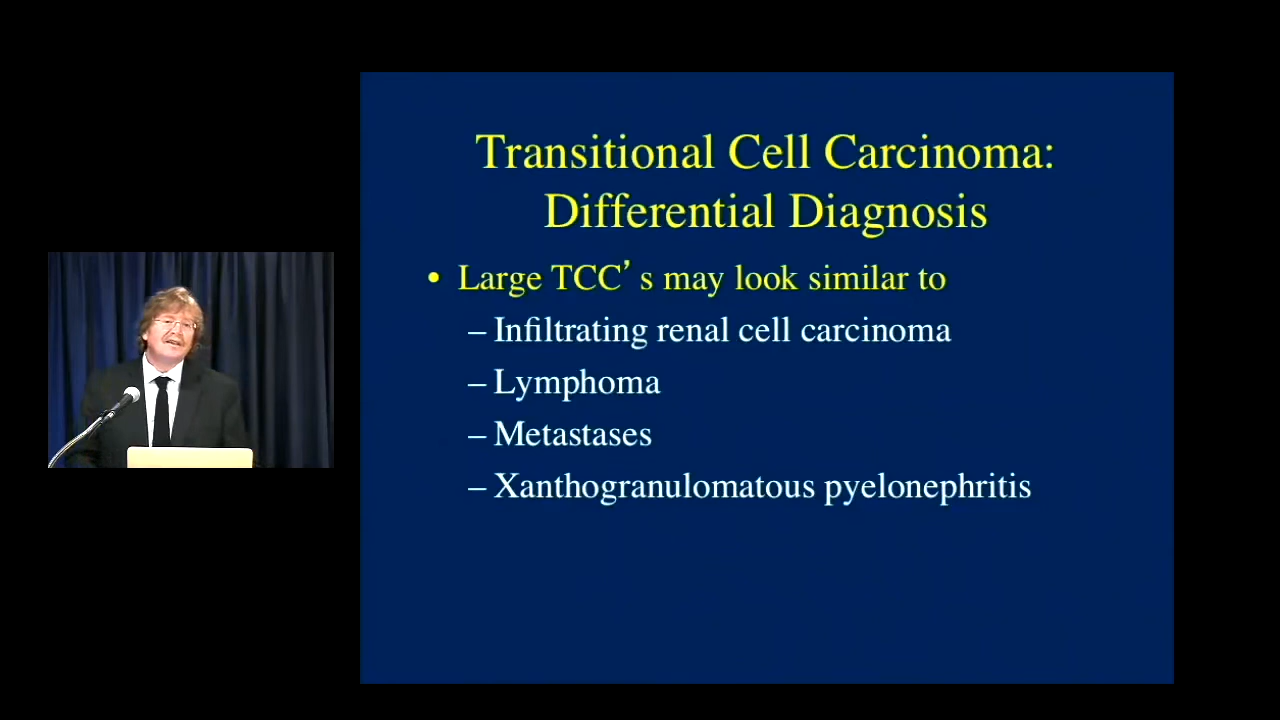 Transitional Cell Carcinoma:
Differential Diagnosis
• Large TCC’s may look similar to
– Infiltrating renal cell carcinoma
– Lymphoma
– Metastases
– Xanthogranulomatous pyelonephritis